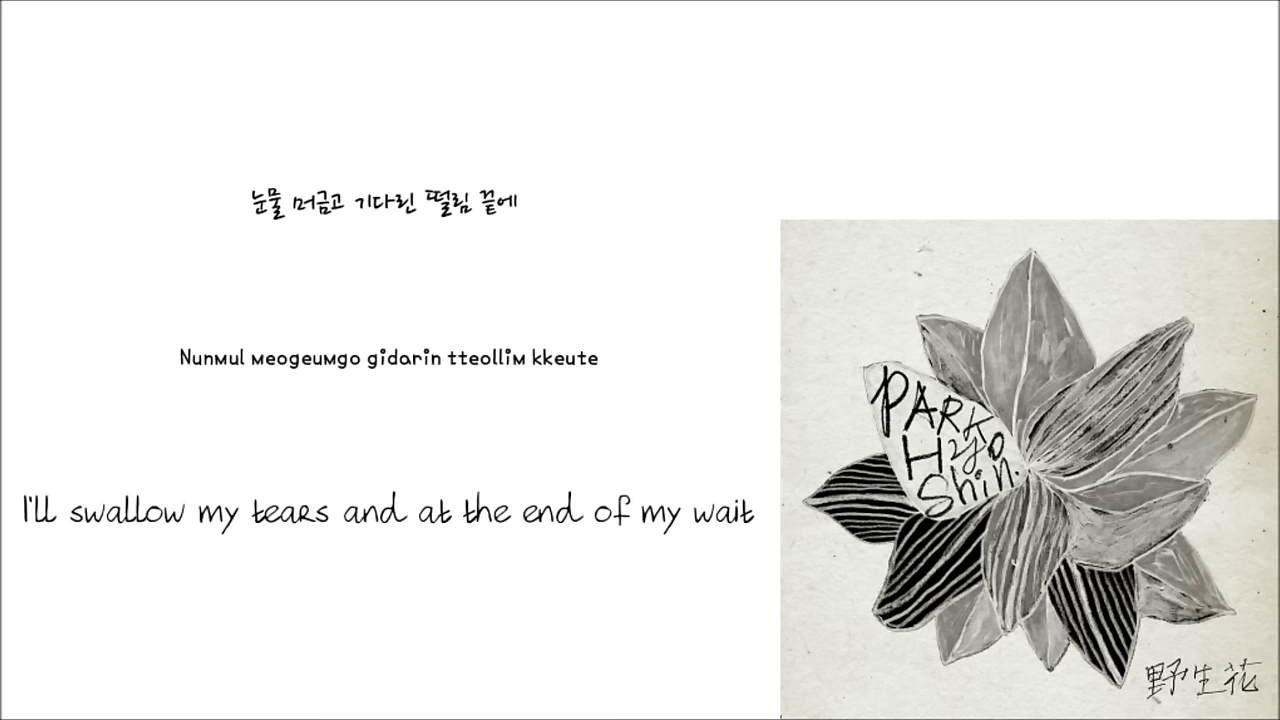 눈물 머금고 기다린 떨림 끝에
Nunmul meogeumgo gidarin tteollim kkeute
I'll swallow my tears and at the end of my wait
PARK
Hyo
Shin.
野生花